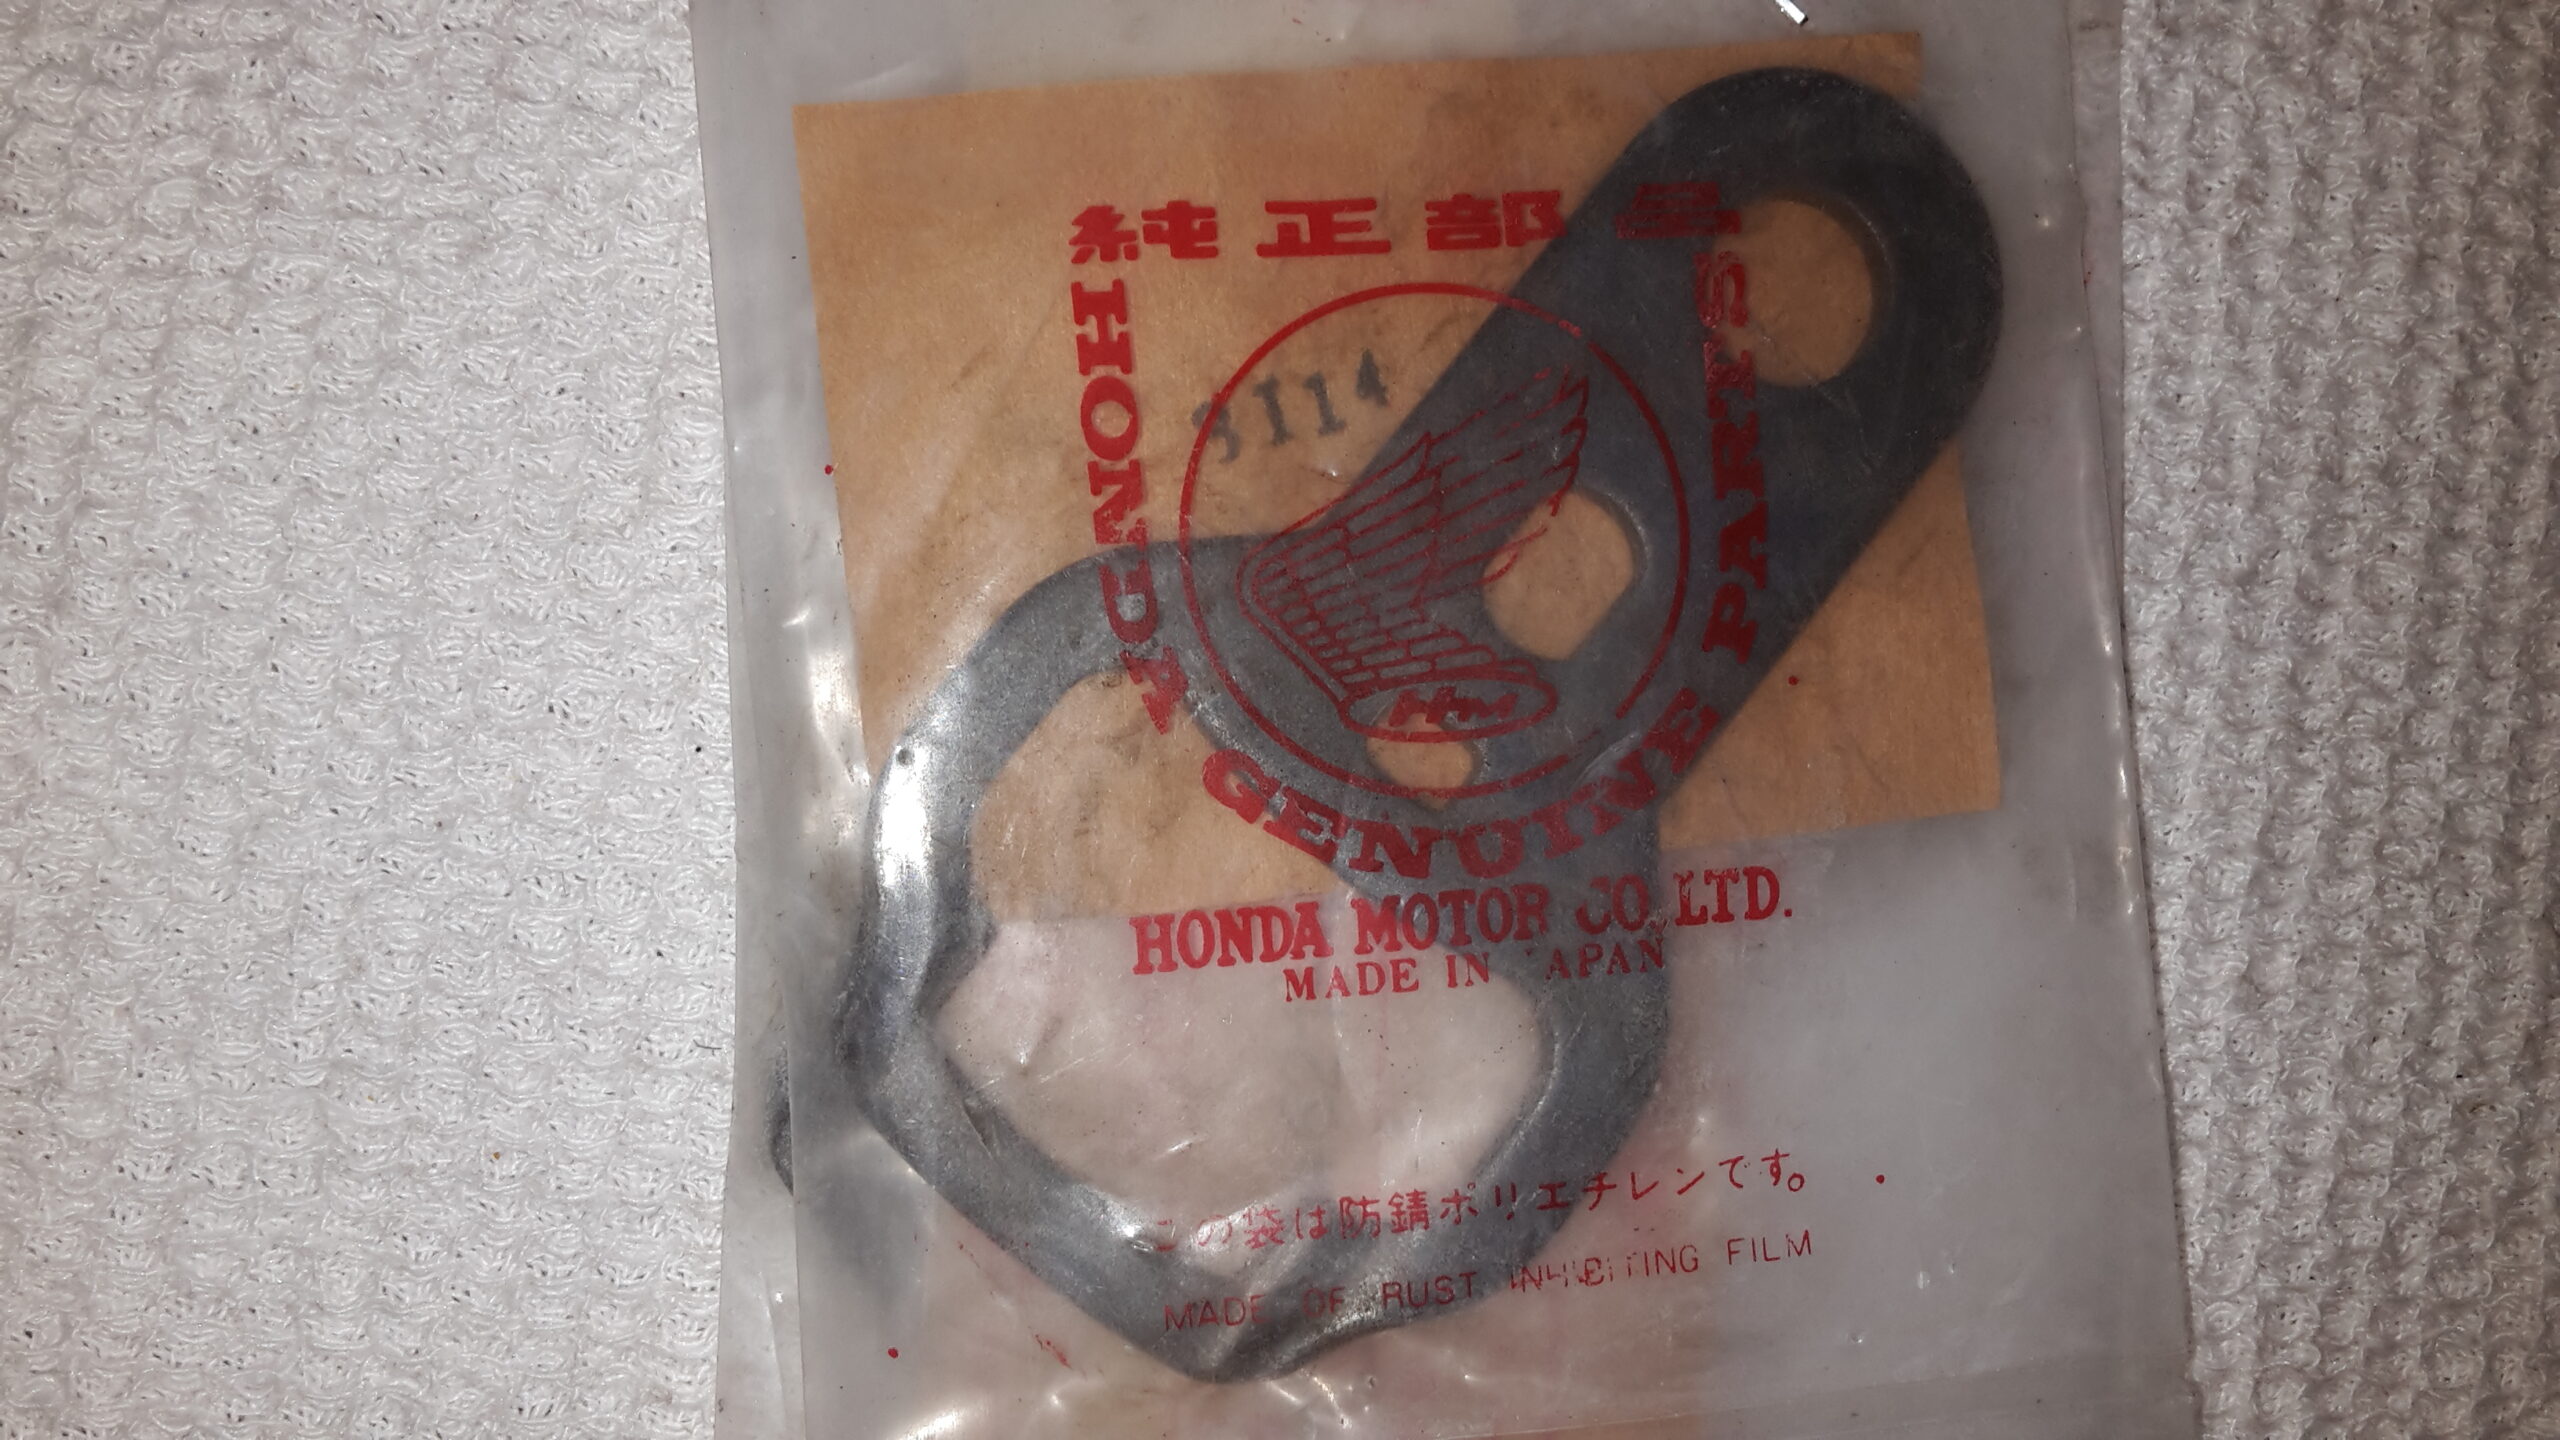 純正部品
HONDA GENUINE PARTS
3114
HM
HONDA MOTOR CO. LTD.
MADE IN JAPAN
この袋は防錆ポリエチレンです。
MADE OF RUST INHIBITING FILM